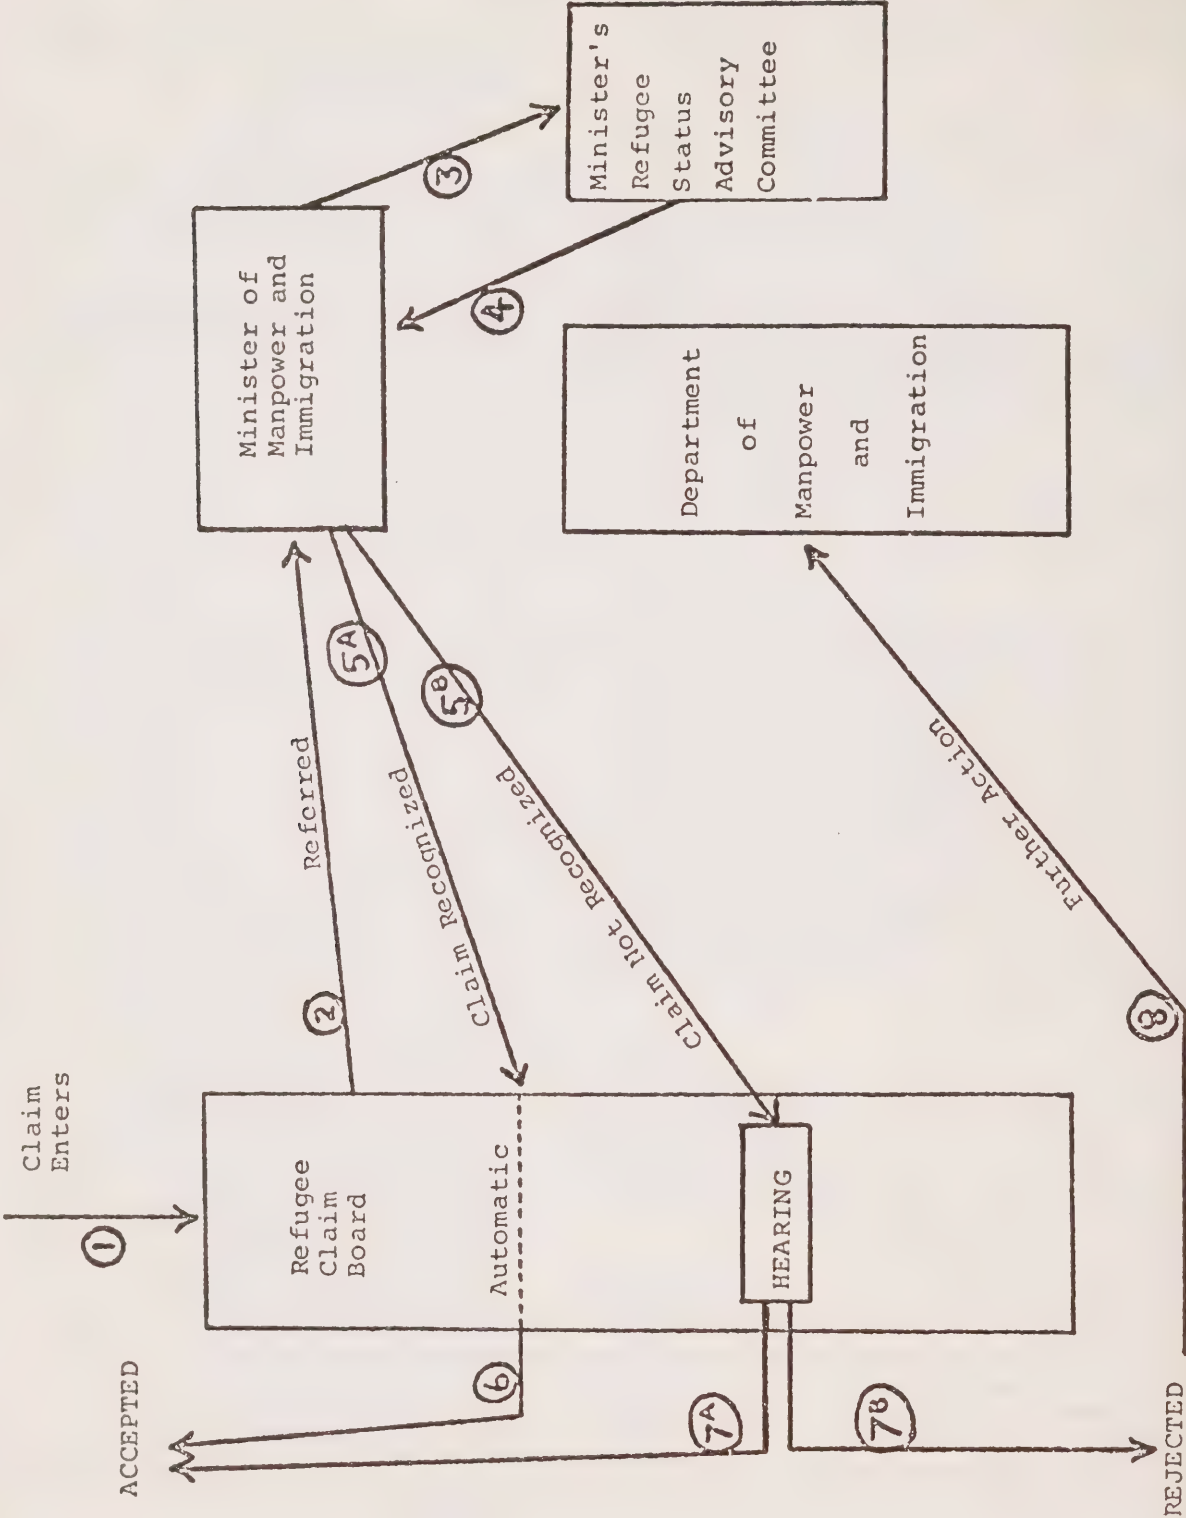 Claim
Enters
①
ACCEPTED
Refugee
Claim
Board
Automatic
HEARING
⑥
7A
7B
REJECTED
②
Referred
5A
Claim Recognized
5B
Claim Not Recognized
Minister of
Manpower and
Immigration
③
④
Minister's
Refugee
Status
Advisory
Committee
Department
of
Manpower
and
Immigration
⑧
Further Action